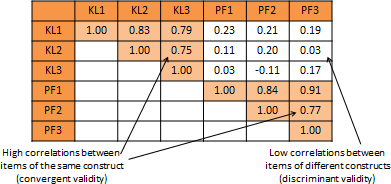 KL1 KL2 KL3 PF1 PF2 PF3
KL1 1.00 0.83 0.79 0.23 0.21 0.19
KL2 1.00 0.75 0.11 0.20 0.03
KL3 1.00 0.03 -0.11 0.17
PF1 1.00 0.84 0.91
PF2 1.00 0.77
PF3 1.00
High correlations between
items of the same construct
(convergent validity)
Low correlations between
items of different constructs
(discriminant validity)